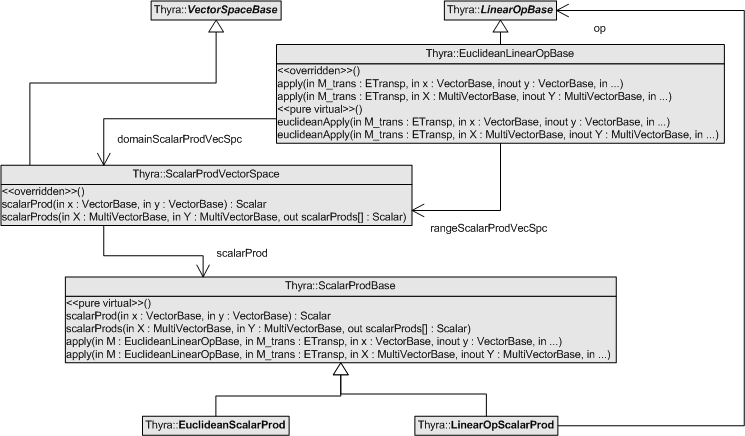 Thyra::VectorSpaceBase
Thyra::LinearOpBase
op
Thyra::EuclideanLinearOpBase
<<overridden>>()
apply(in M_trans : ETransp, in x : VectorBase, inout y : VectorBase, in ...)
apply(in M_trans : ETransp, in X : MultiVectorBase, inout Y : MultiVectorBase, in ...)
<<pure virtual>>()
euclideanApply(in M_trans : ETransp, in x : VectorBase, inout y : VectorBase, in ...)
euclideanApply(in M_trans : ETransp, in X : MultiVectorBase, inout Y : MultiVectorBase, in ...)
domainScalarProdVecSpc
Thyra::ScalarProdVectorSpace
<<overridden>>()
scalarProd(in x : VectorBase, in y : VectorBase) : Scalar
scalarProds(in X : MultiVectorBase, in Y : MultiVectorBase, out scalarProds[] : Scalar)
rangeScalarProdVecSpc
scalarProd
Thyra::ScalarProdBase
<<pure virtual>>()
scalarProd(in x : VectorBase, in y : VectorBase) : Scalar
scalarProds(in X : MultiVectorBase, in Y : MultiVectorBase, out scalarProds[] : Scalar)
apply(in M : EuclideanLinearOpBase, in M_trans : ETransp, in x : VectorBase, inout y : VectorBase, in ...)
apply(in M : EuclideanLinearOpBase, in M_trans : ETransp, in X : MultiVectorBase, inout Y : MultiVectorBase, in ...)
Thyra::EuclideanScalarProd
Thyra::LinearOpScalarProd